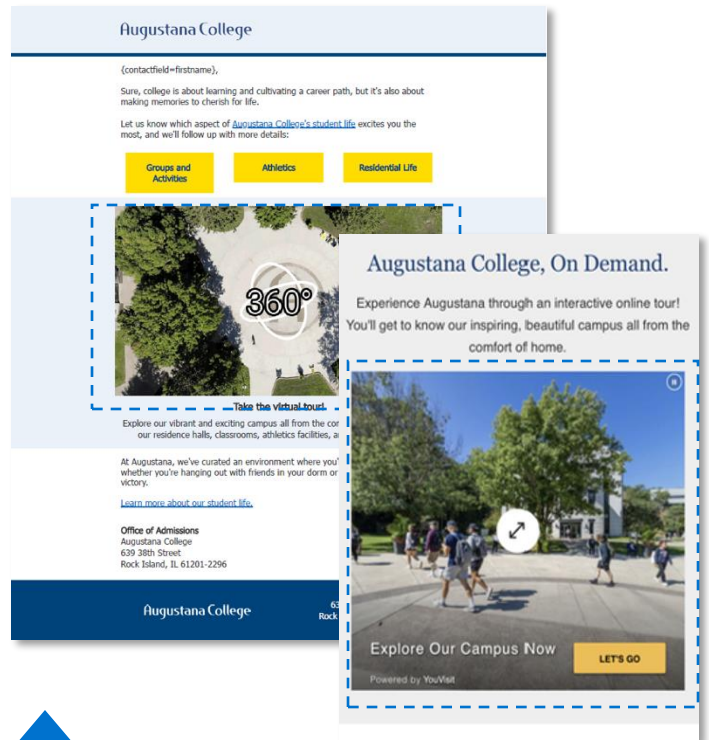 Augustana College
{contactfield=firstname},
Sure, college is about learning and cultivating a career path, but it's also about
making memories to cherish for life.
Let us know which aspect of Augustana College's student life excites you the
most, and we'll follow up with more details:
Groups and
Activities
Athletics
Residential Life
360°
Take the virtual tour!
Explore our vibrant and exciting campus all from the
our residence halls, classrooms, athletics facilities,
At Augustana, we've curated an environment where
whether you're hanging out with friends in your dorm or
victory.
Learn more about our student life.
Office of Admissions
Augustana College
639 38th Street
Rock Island, IL 61201-2296
Augustana College
Rock
Augustana College, On Demand.
Experience Augustana through an interactive online tour!
You'll get to know our inspiring, beautiful campus all from the
comfort of home.
Explore Our Campus Now
LET'S GO
Powered by YouVisit